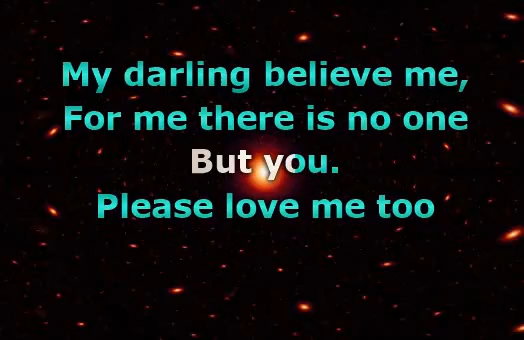 My darling believe me,
For me there is no one
But you.
Please love me too